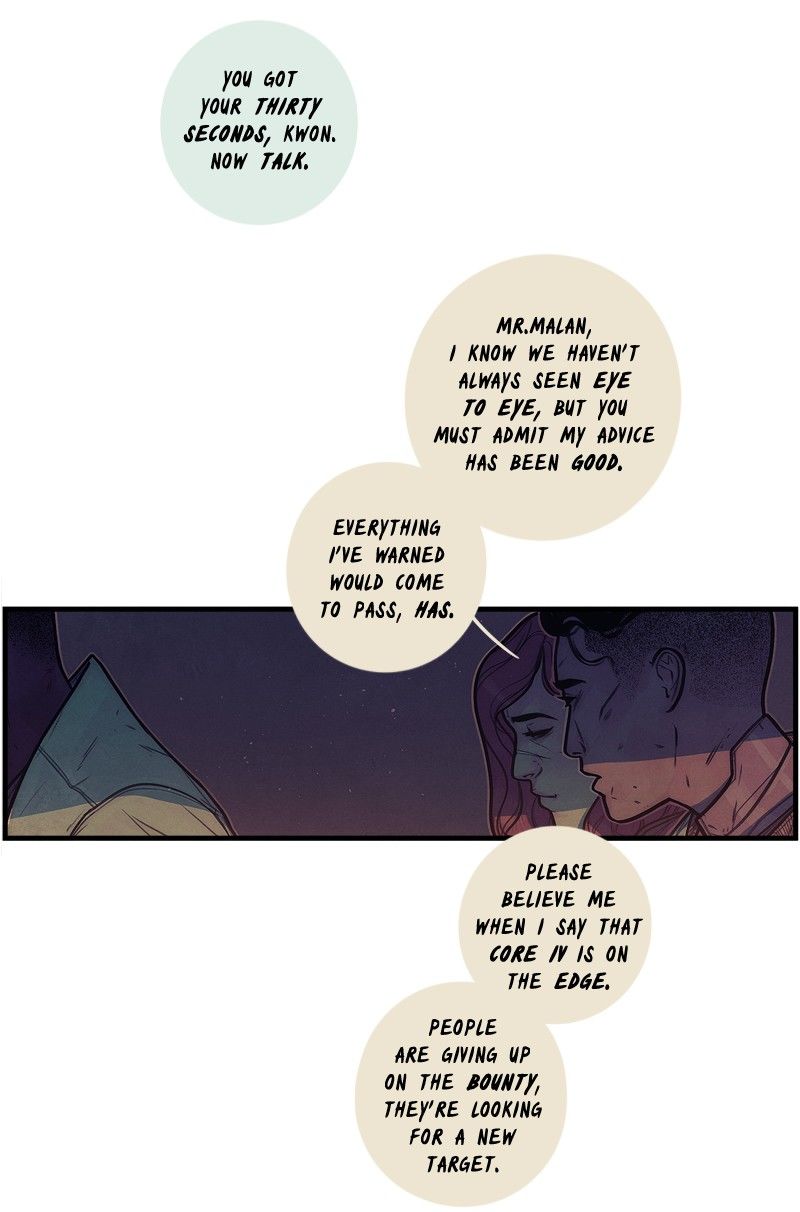 YOU GOT
YOUR THIRTY
SECONDS, KWON.
NOW TALK.
MR.MALAN,
I KNOW WE HAVEN'T
ALWAYS SEEN EYE
TO EYE, BUT YOU
MUST ADMIT MY ADVICE
HAS BEEN GOOD.
EVERYTHING
I'VE WARNED
WOULD COME
TO PASS, HAS.
PLEASE
BELIEVE ME
WHEN I SAY THAT
CORE IV IS ON
THE EDGE.
PEOPLE
ARE GIVING UP
ON THE BOUNTY,
THEY'RE LOOKING
FOR A NEW
TARGET.